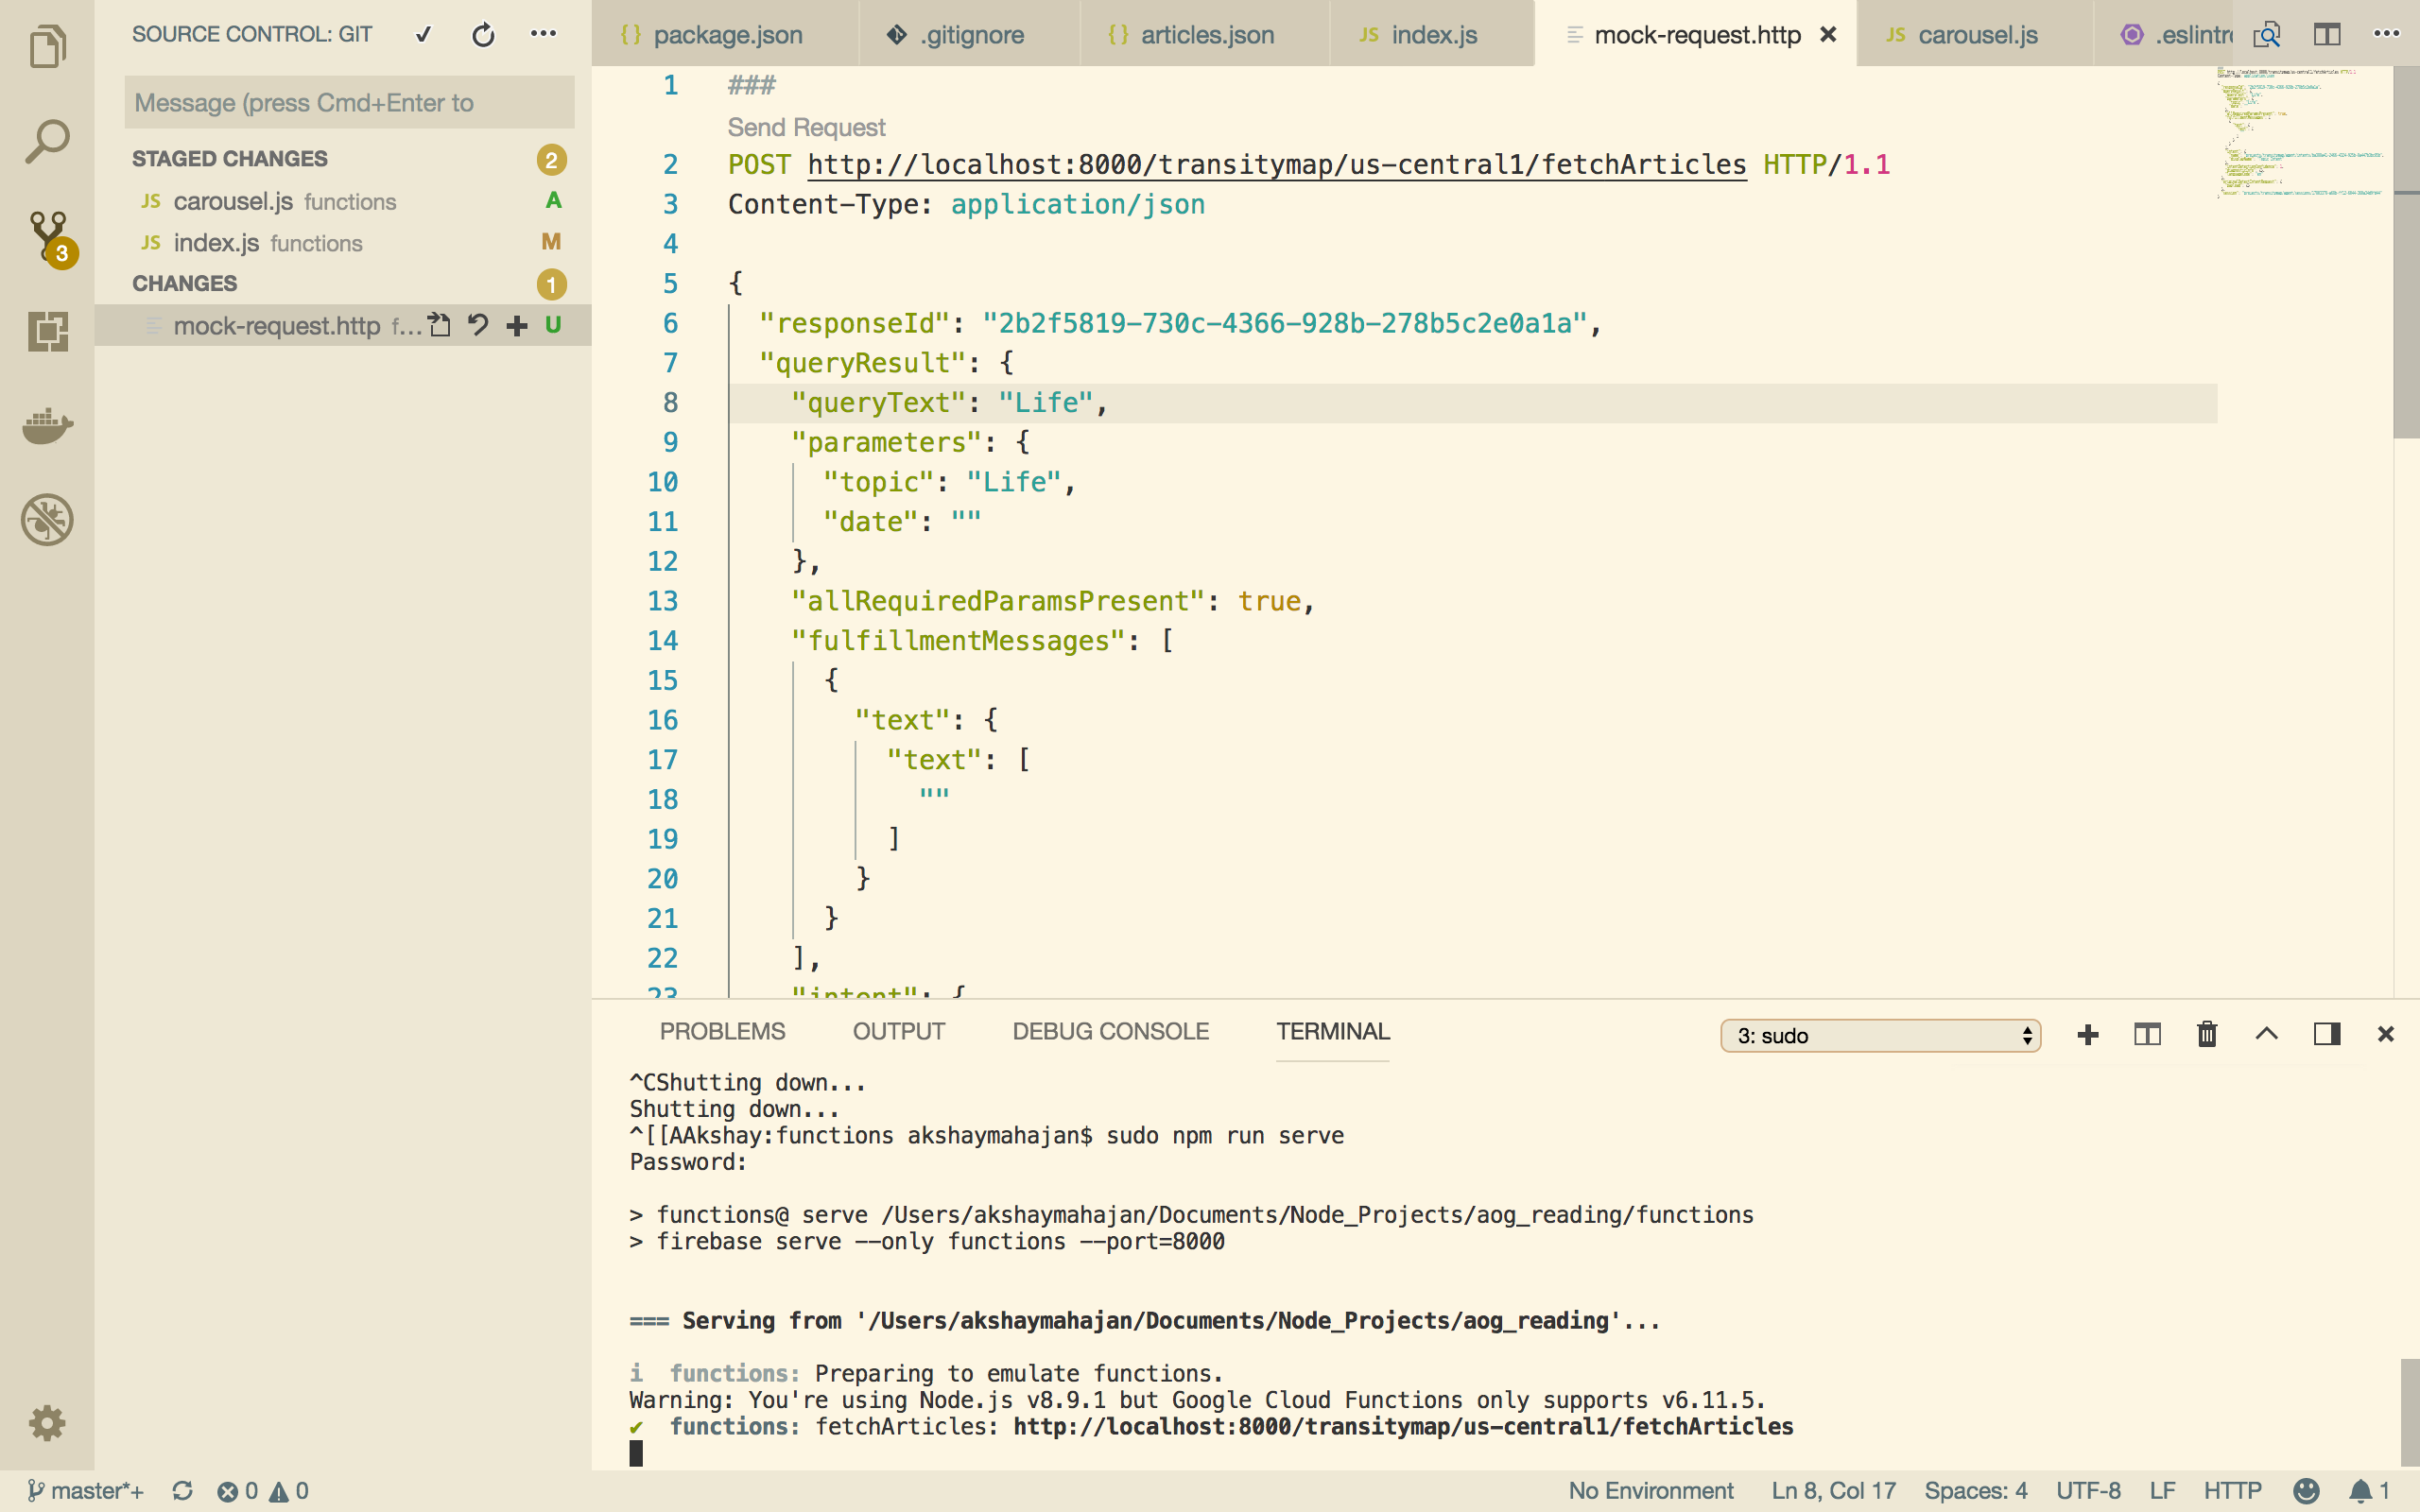 SOURCE CONTROL: GIT
Message (press Cmd+Enter to
STAGED CHANGES 2
JS carousel.js functions A
JS index.js functions M
CHANGES 1
mock-request.http f... U
3
{} package.json
.gitignore
{} articles.json
JS index.js
mock-request.http
JS carousel.js
.eslintr
1 ###
Send Request
2 POST http://localhost:8000/transitymap/us-central1/fetchArticles HTTP/1.1
3 Content-Type: application/json
4
5 {
6 "responseId": "2b2f5819-730c-4366-928b-278b5c2e0a1a",
7 "queryResult": {
8 "queryText": "Life",
9 "parameters": {
10 "topic": "Life",
11 "date": ""
12 },
13 "allRequiredParamsPresent": true,
14 "fulfillmentMessages": [
15 {
16 "text": {
17 "text": [
18 ""
19 ]
20 }
21 }
22 ],
23 "intent": {
PROBLEMS OUTPUT DEBUG CONSOLE TERMINAL 3: sudo
^CShutting down...
Shutting down...
^[[AAkshay:functions akshaymahajan$ sudo npm run serve
Password:
> functions@ serve /Users/akshaymahajan/Documents/Node_Projects/aog_reading/functions
> firebase serve --only functions --port=8000
=== Serving from '/Users/akshaymahajan/Documents/Node_Projects/aog_reading'...
i functions: Preparing to emulate functions.
Warning: You're using Node.js v8.9.1 but Google Cloud Functions only supports v6.11.5.
✔ functions: fetchArticles: http://localhost:8000/transitymap/us-central1/fetchArticles
master*+ 0 0 No Environment Ln 8, Col 17 Spaces: 4 UTF-8 LF HTTP 1